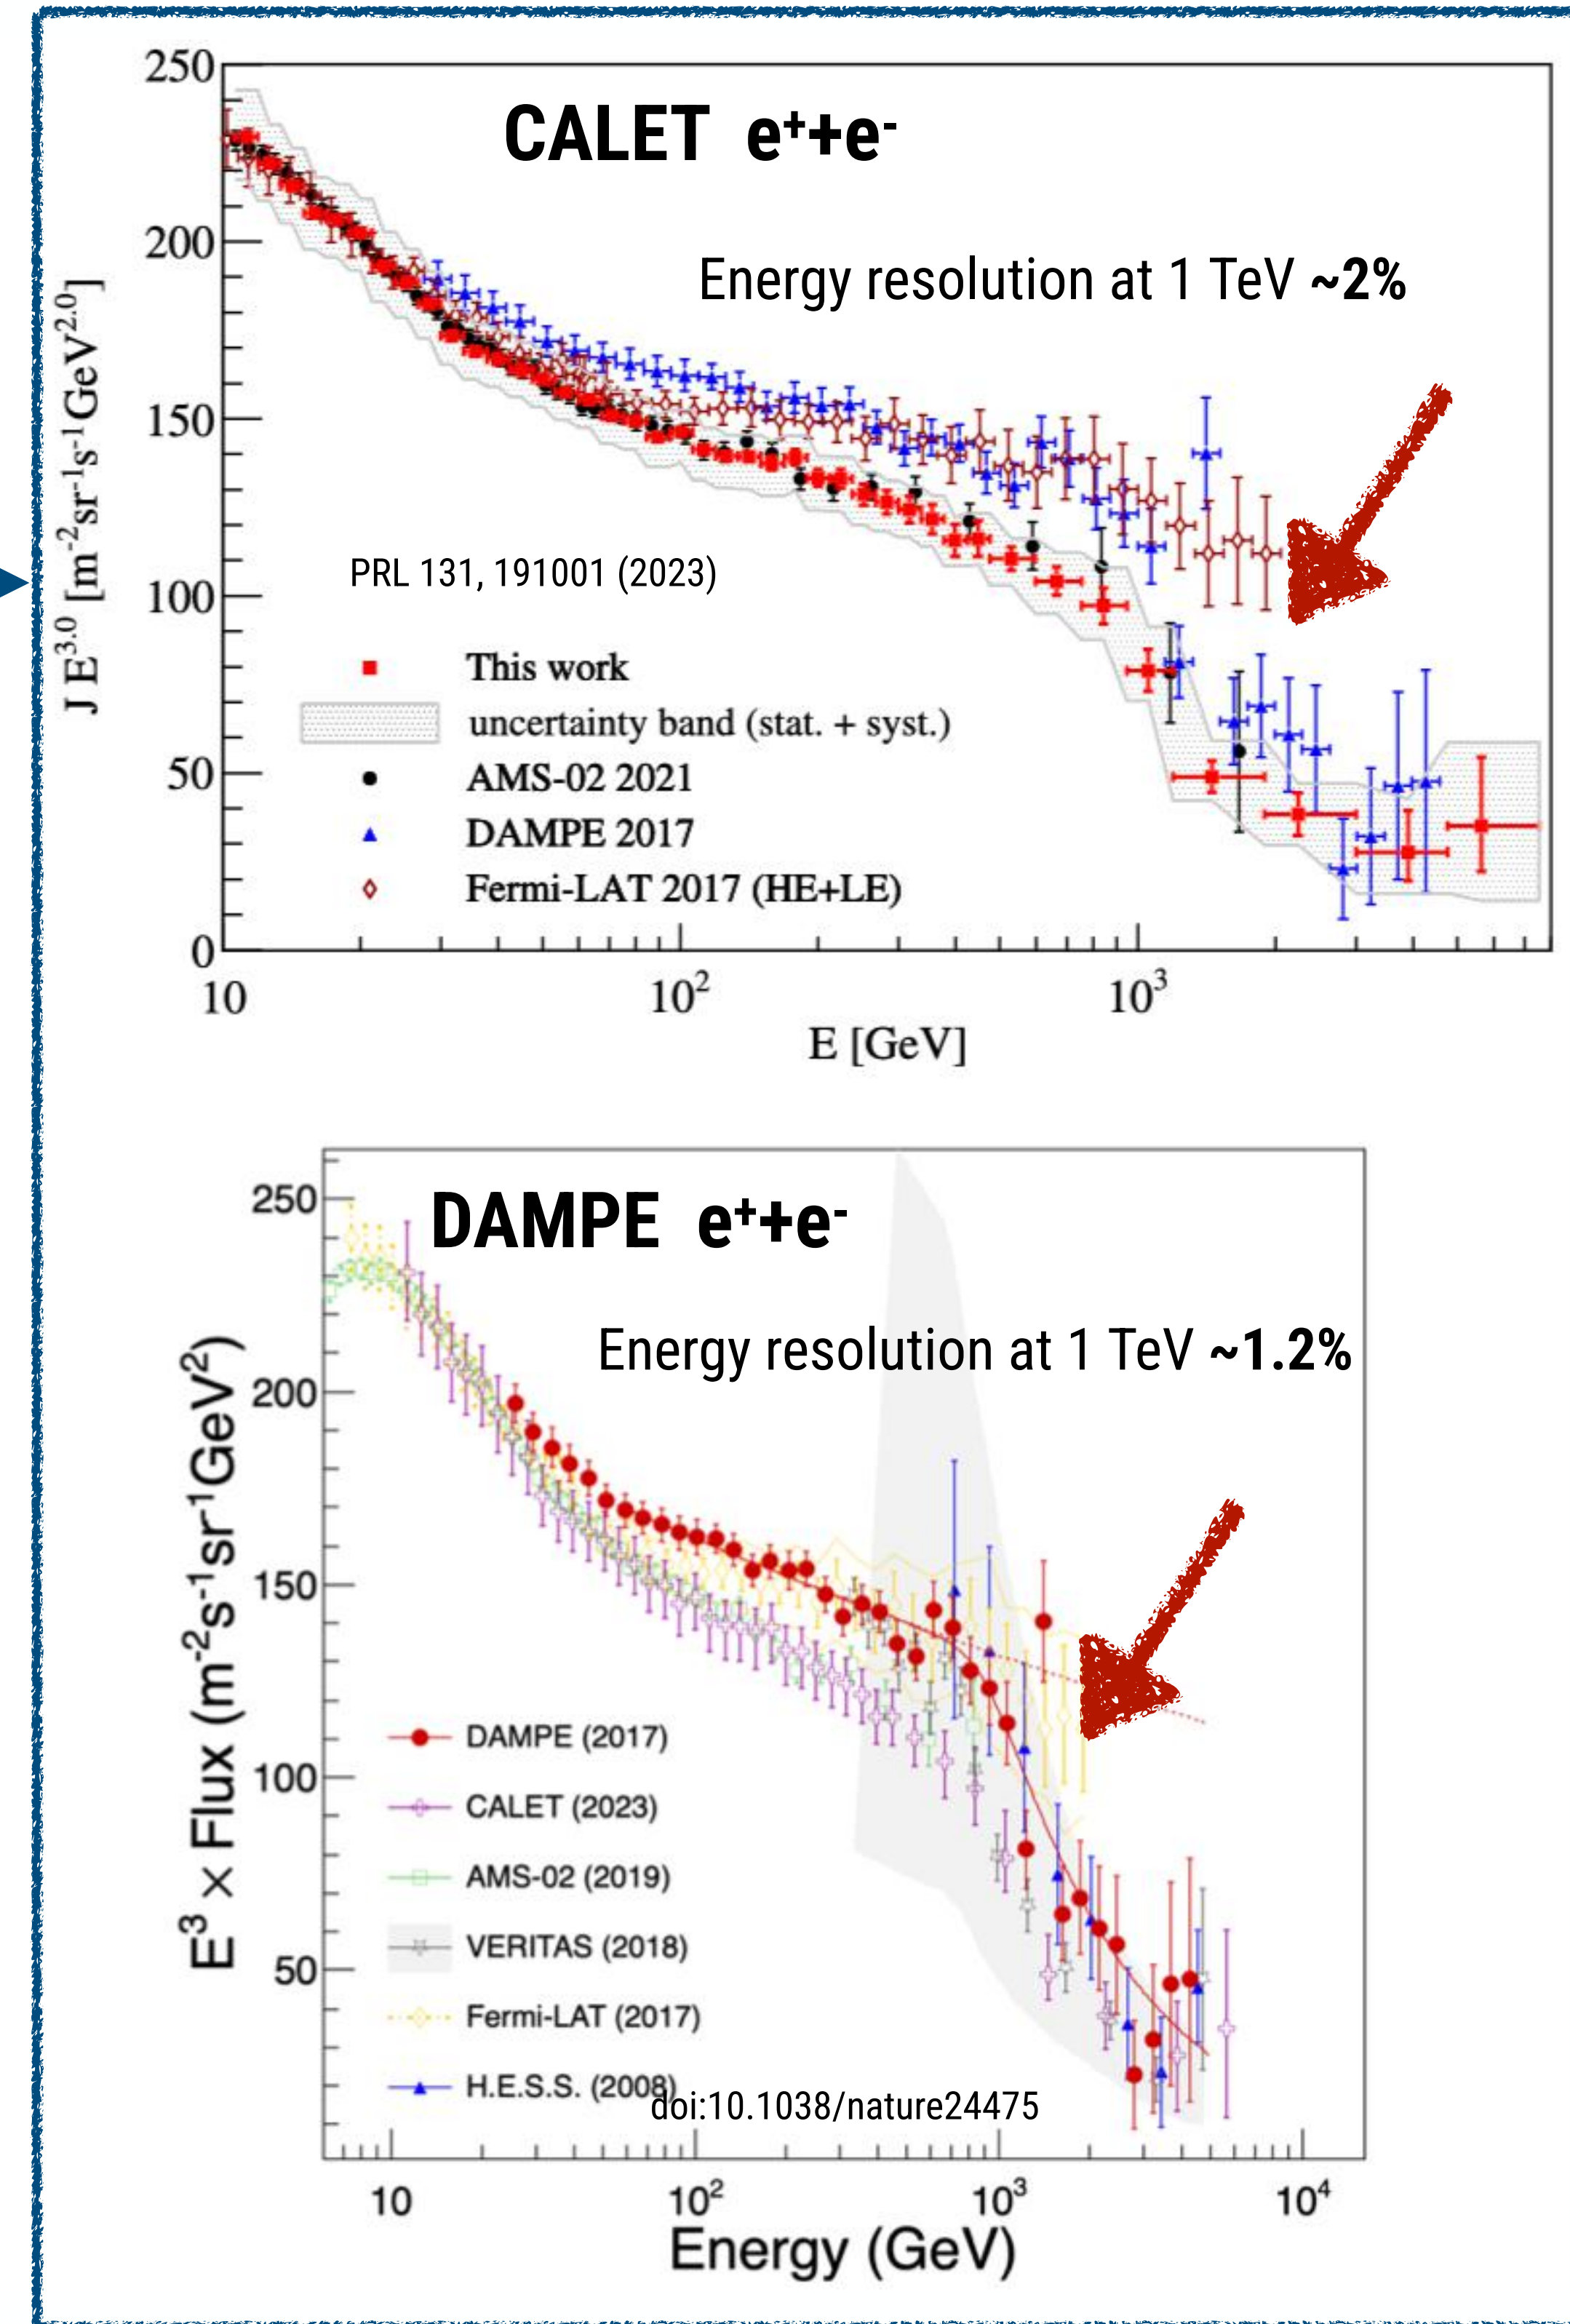 250
CALET e⁺+e⁻
200
Energy resolution at 1 TeV ~2%
J E³·⁰ [m⁻²sr⁻¹s⁻¹GeV²·⁰]
150
PRL 131, 191001 (2023)
100
This work
uncertainty band (stat. + syst.)
50
AMS-02 2021
DAMPE 2017
Fermi-LAT 2017 (HE+LE)
0
10 10² 10³
E [GeV]
250
DAMPE e⁺+e⁻
Energy resolution at 1 TeV ~1.2%
200
E³ × Flux (m⁻²s⁻¹sr⁻¹GeV²)
150
DAMPE (2017)
100
CALET (2023)
AMS-02 (2019)
VERITAS (2018)
50
Fermi-LAT (2017)
H.E.S.S. (2008)
doi:10.1038/nature24475
10 10² 10³ 10⁴
Energy (GeV)